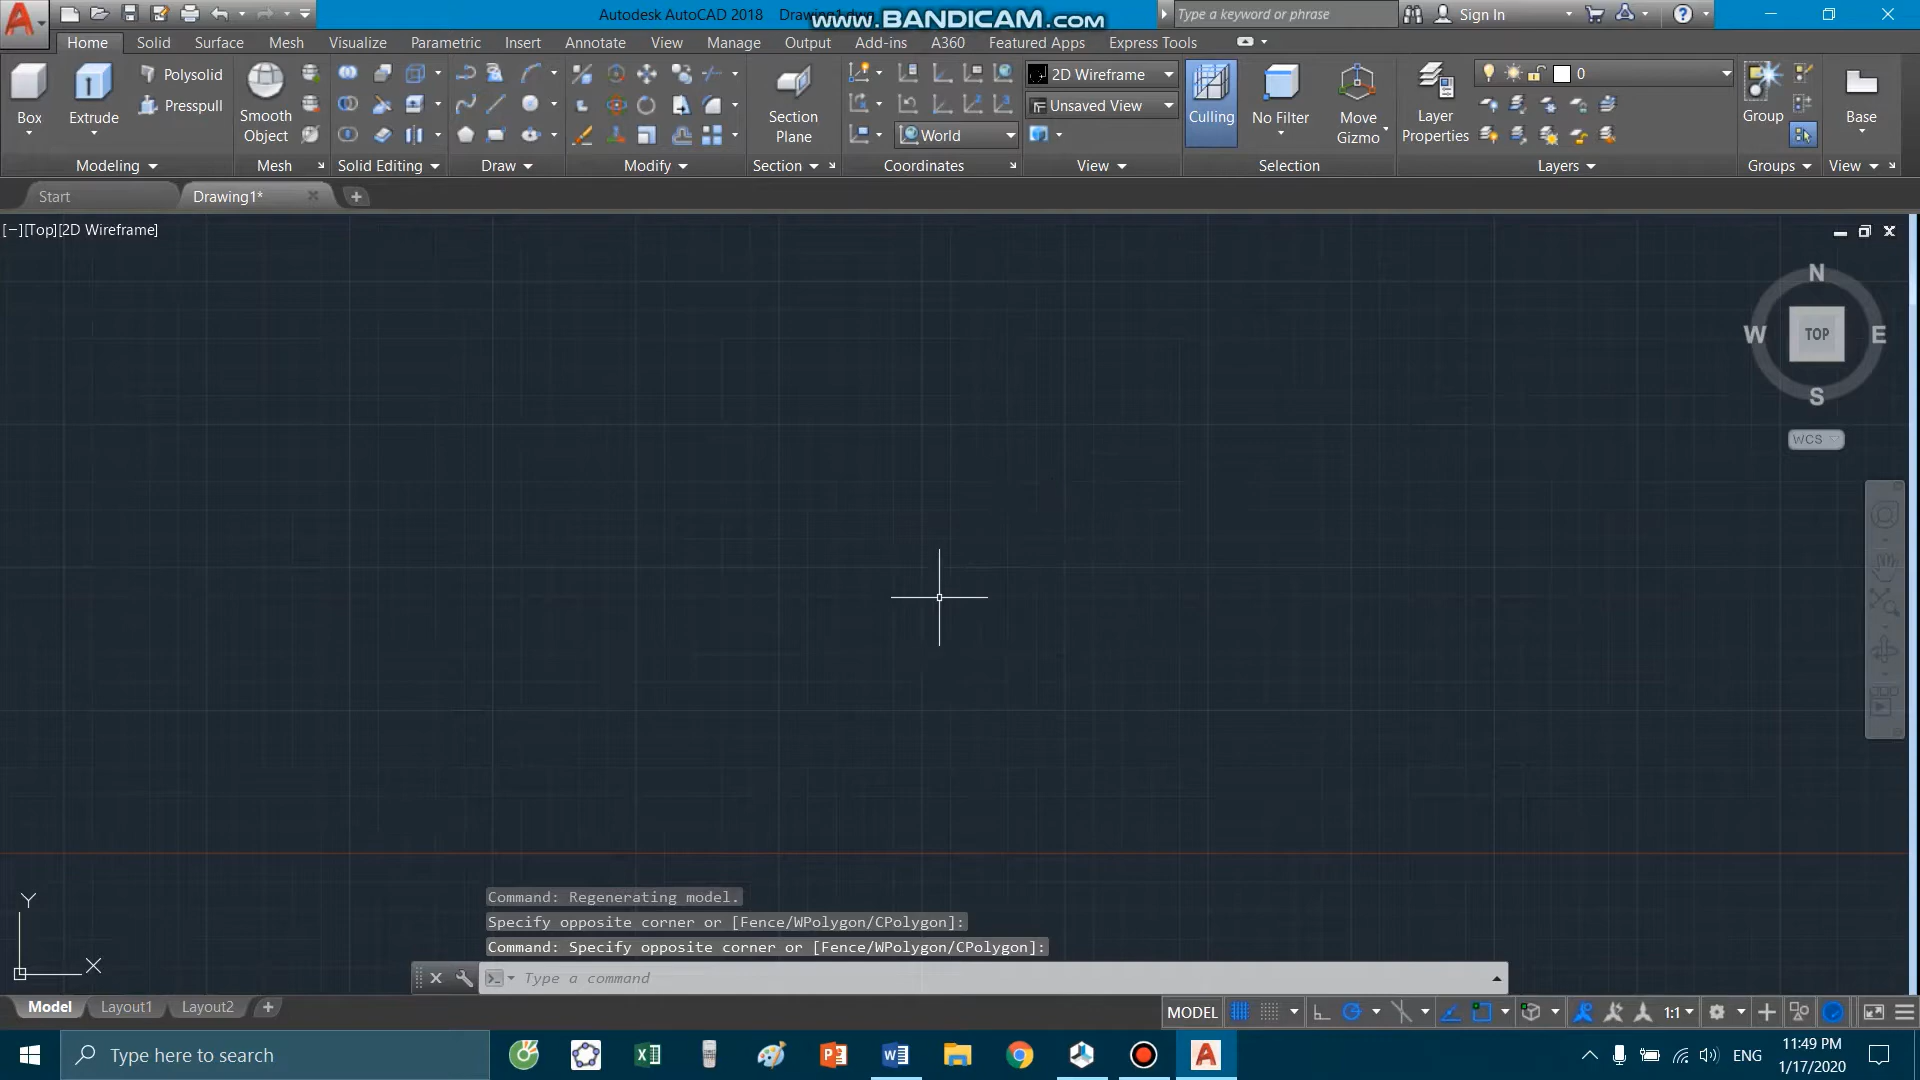 Autodesk AutoCAD 2018 Drawing1.dwg
www.BANDICAM.com
Type a keyword or phrase
Sign In
Home Solid Surface Mesh Visualize Parametric Insert Annotate View Manage Output Add-ins A360 Featured Apps Express Tools
Box
Extrude
Polysolid
Presspull
Modeling
Smooth
Object
Mesh
Solid Editing
Draw
Modify
Section
Plane
Section
World
Coordinates
2D Wireframe
Unsaved View
View
Culling
No Filter
Move
Gizmo
Selection
Layer
Properties
0
Layers
Group
Groups
Base
View
Start
Drawing1*
[−][Top][2D Wireframe]
N
W TOP E
S
WCS
Y
X
Command: Regenerating model.
Specify opposite corner or [Fence/WPolygon/CPolygon]:
Command: Specify opposite corner or [Fence/WPolygon/CPolygon]:
Type a command
Model Layout1 Layout2
MODEL
1:1
Type here to search
ENG
11:49 PM
1/17/2020